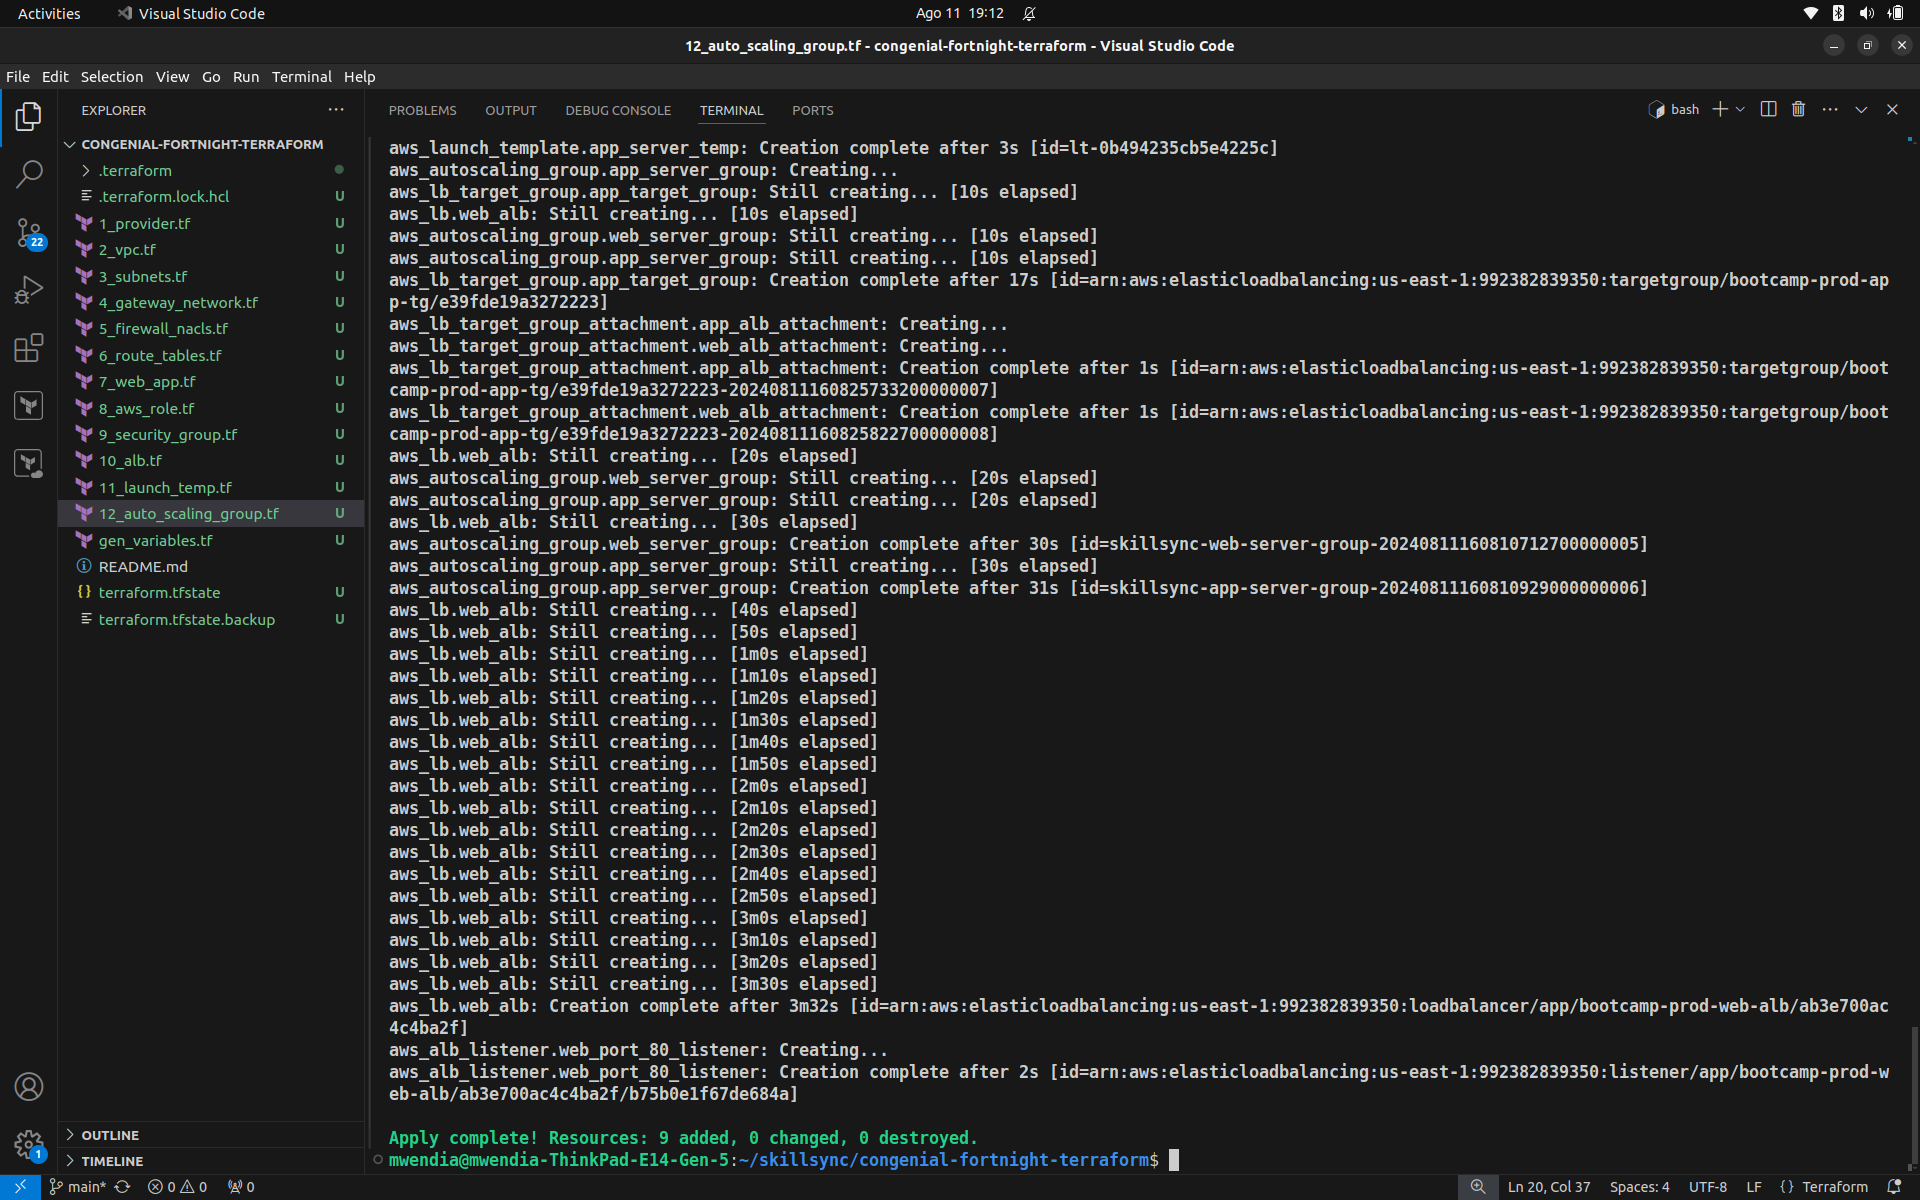 Activities
Visual Studio Code
Ago 11 19:12
12_auto_scaling_group.tf - congenial-fortnight-terraform - Visual Studio Code
File Edit Selection View Go Run Terminal Help
EXPLORER
CONGENIAL-FORTNIGHT-TERRAFORM
.terraform
.terraform.lock.hcl U
1_provider.tf U
2_vpc.tf U
3_subnets.tf U
4_gateway_network.tf U
5_firewall_nacls.tf U
6_route_tables.tf U
7_web_app.tf U
8_aws_role.tf U
9_security_group.tf U
10_alb.tf U
11_launch_temp.tf U
12_auto_scaling_group.tf U
gen_variables.tf U
README.md
terraform.tfstate U
terraform.tfstate.backup U
OUTLINE
TIMELINE
22
1
PROBLEMS OUTPUT DEBUG CONSOLE TERMINAL PORTS
bash
aws_launch_template.app_server_temp: Creation complete after 3s [id=lt-0b494235cb5e4225c]
aws_autoscaling_group.app_server_group: Creating...
aws_lb_target_group.app_target_group: Still creating... [10s elapsed]
aws_lb.web_alb: Still creating... [10s elapsed]
aws_autoscaling_group.web_server_group: Still creating... [10s elapsed]
aws_autoscaling_group.app_server_group: Still creating... [10s elapsed]
aws_lb_target_group.app_target_group: Creation complete after 17s [id=arn:aws:elasticloadbalancing:us-east-1:992382839350:targetgroup/bootcamp-prod-ap
p-tg/e39fde19a3272223]
aws_lb_target_group_attachment.app_alb_attachment: Creating...
aws_lb_target_group_attachment.web_alb_attachment: Creating...
aws_lb_target_group_attachment.app_alb_attachment: Creation complete after 1s [id=arn:aws:elasticloadbalancing:us-east-1:992382839350:targetgroup/boot
camp-prod-app-tg/e39fde19a3272223-20240811160825733200000007]
aws_lb_target_group_attachment.web_alb_attachment: Creation complete after 1s [id=arn:aws:elasticloadbalancing:us-east-1:992382839350:targetgroup/boot
camp-prod-app-tg/e39fde19a3272223-20240811160825822700000008]
aws_lb.web_alb: Still creating... [20s elapsed]
aws_autoscaling_group.web_server_group: Still creating... [20s elapsed]
aws_autoscaling_group.app_server_group: Still creating... [20s elapsed]
aws_lb.web_alb: Still creating... [30s elapsed]
aws_autoscaling_group.web_server_group: Creation complete after 30s [id=skillsync-web-server-group-20240811160810712700000005]
aws_autoscaling_group.app_server_group: Still creating... [30s elapsed]
aws_autoscaling_group.app_server_group: Creation complete after 31s [id=skillsync-app-server-group-20240811160810929000000006]
aws_lb.web_alb: Still creating... [40s elapsed]
aws_lb.web_alb: Still creating... [50s elapsed]
aws_lb.web_alb: Still creating... [1m0s elapsed]
aws_lb.web_alb: Still creating... [1m10s elapsed]
aws_lb.web_alb: Still creating... [1m20s elapsed]
aws_lb.web_alb: Still creating... [1m30s elapsed]
aws_lb.web_alb: Still creating... [1m40s elapsed]
aws_lb.web_alb: Still creating... [1m50s elapsed]
aws_lb.web_alb: Still creating... [2m0s elapsed]
aws_lb.web_alb: Still creating... [2m10s elapsed]
aws_lb.web_alb: Still creating... [2m20s elapsed]
aws_lb.web_alb: Still creating... [2m30s elapsed]
aws_lb.web_alb: Still creating... [2m40s elapsed]
aws_lb.web_alb: Still creating... [2m50s elapsed]
aws_lb.web_alb: Still creating... [3m0s elapsed]
aws_lb.web_alb: Still creating... [3m10s elapsed]
aws_lb.web_alb: Still creating... [3m20s elapsed]
aws_lb.web_alb: Still creating... [3m30s elapsed]
aws_lb.web_alb: Creation complete after 3m32s [id=arn:aws:elasticloadbalancing:us-east-1:992382839350:loadbalancer/app/bootcamp-prod-web-alb/ab3e700ac
4c4ba2f]
aws_alb_listener.web_port_80_listener: Creating...
aws_alb_listener.web_port_80_listener: Creation complete after 2s [id=arn:aws:elasticloadbalancing:us-east-1:992382839350:listener/app/bootcamp-prod-w
eb-alb/ab3e700ac4c4ba2f/b75b0e1f67de684a]
Apply complete! Resources: 9 added, 0 changed, 0 destroyed.
mwendia@mwendia-ThinkPad-E14-Gen-5:~/skillsync/congenial-fortnight-terraform$
main* 0 0 0
Ln 20, Col 37 Spaces: 4 UTF-8 LF {} Terraform